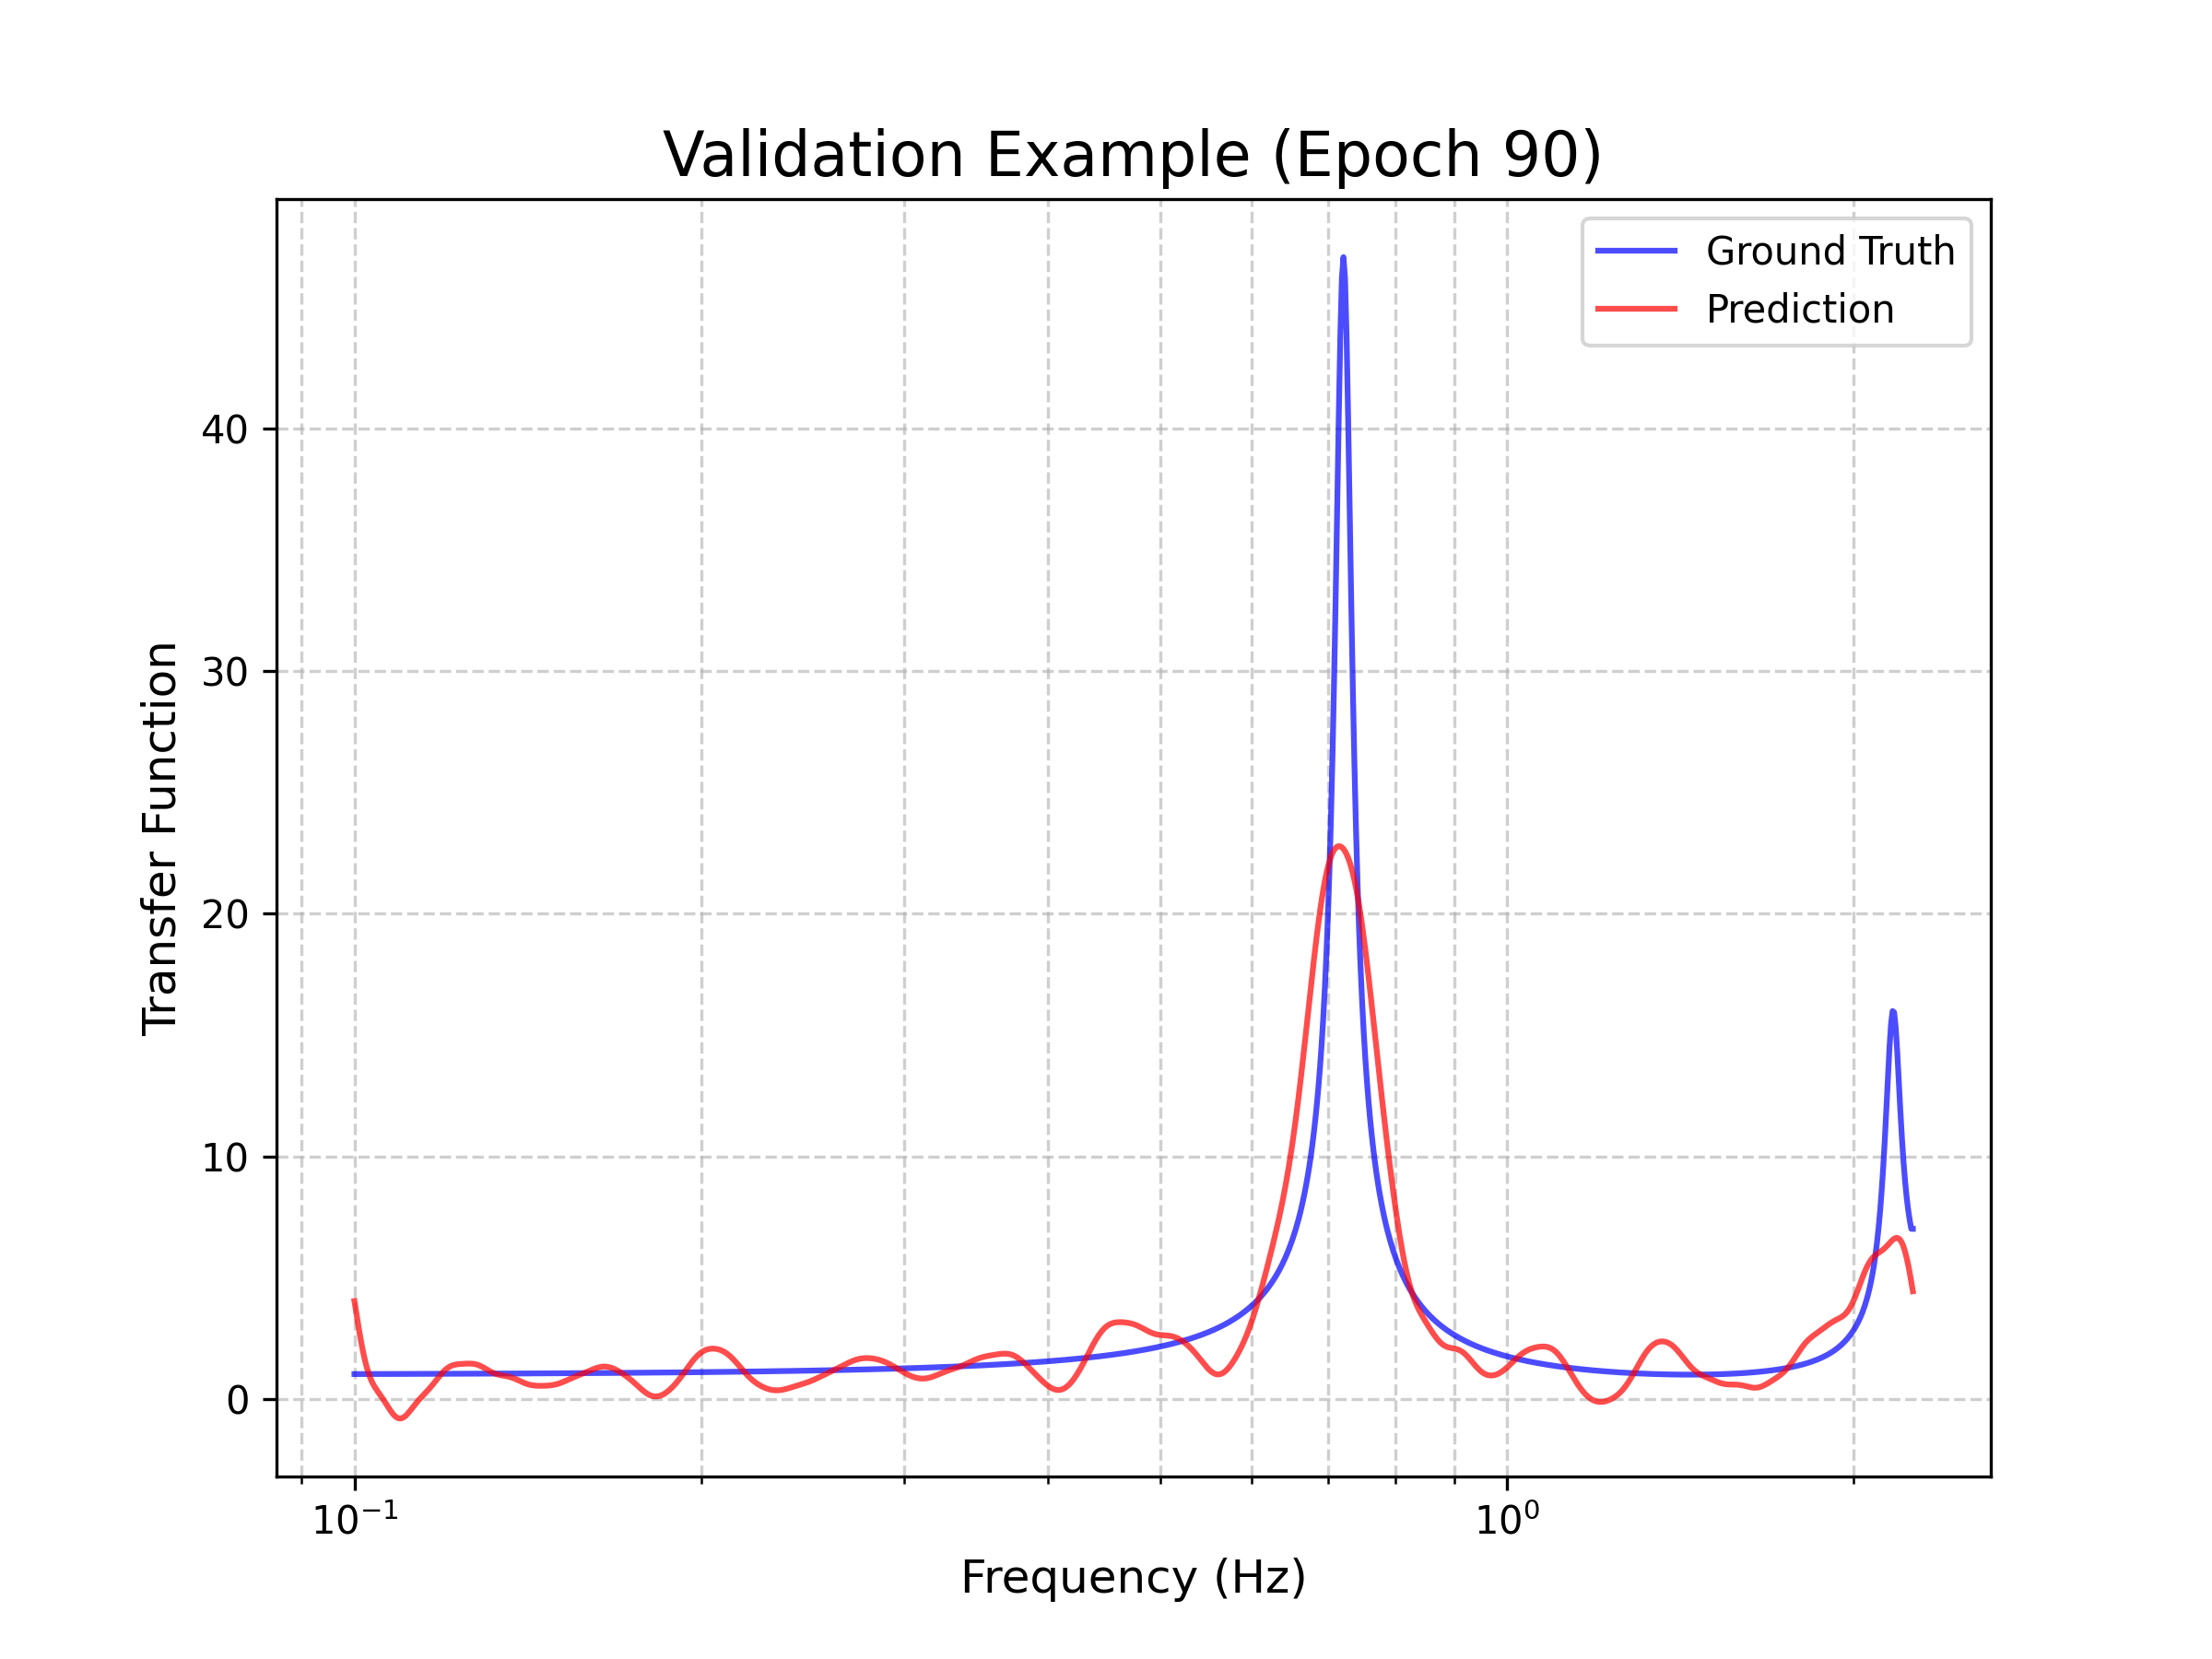 Validation Example (Epoch 90)
Ground Truth
Prediction
Transfer Function
40
30
20
10
0
10⁻¹
10⁰
Frequency (Hz)